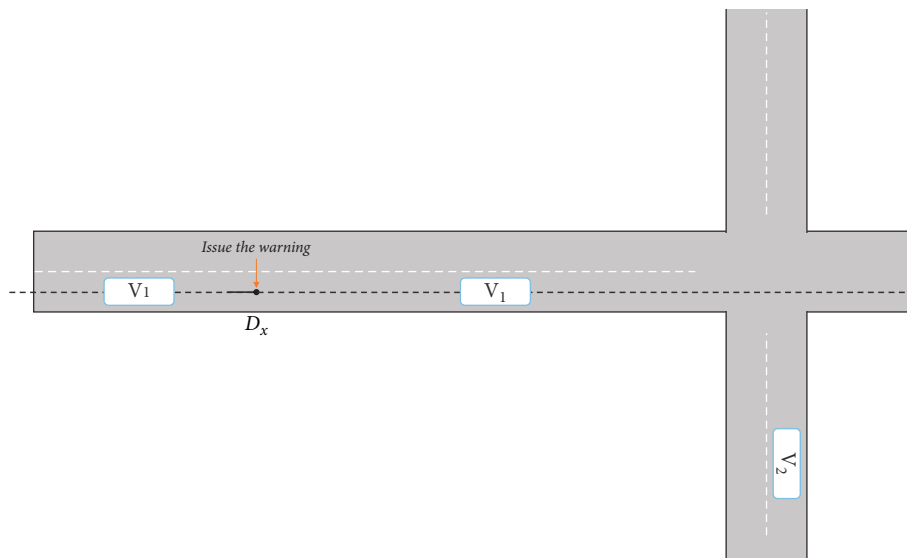 Issue the warning
V1
V₁
Dₓ
V₂